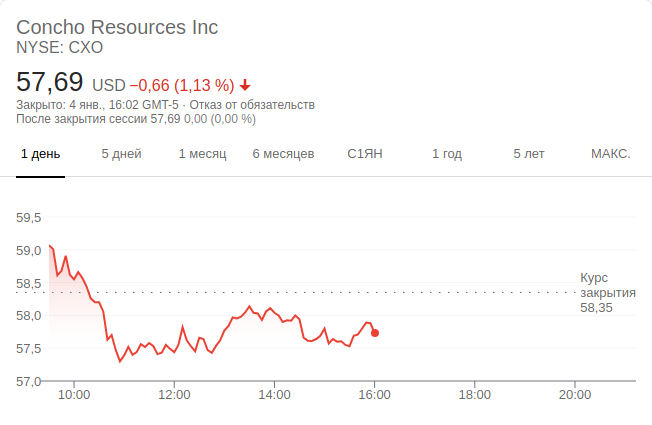 Concho Resources Inc
NYSE: CXO
57,69 USD −0,66 (1,13 %)
Закрыто: 4 янв., 16:02 GMT-5 · Отказ от обязательств
После закрытия сессии 57,69 0,00 (0,00 %)
1 день 5 дней 1 месяц 6 месяцев С1ЯН 1 год 5 лет МАКС.
59,5
59,0
58,5
58,0
57,5
57,0
Курс
закрытия
58,35
10:00 12:00 14:00 16:00 18:00 20:00